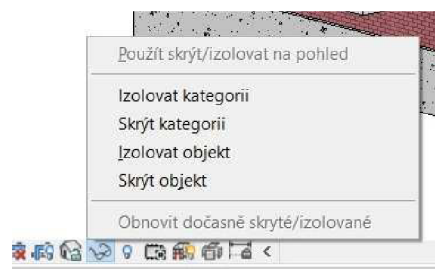 Použít skrýt/izolovat na pohled
Izolovat kategorii
Skrýt kategorii
Izolovat objekt
Skrýt objekt
Obnovit dočasně skryté/izolované